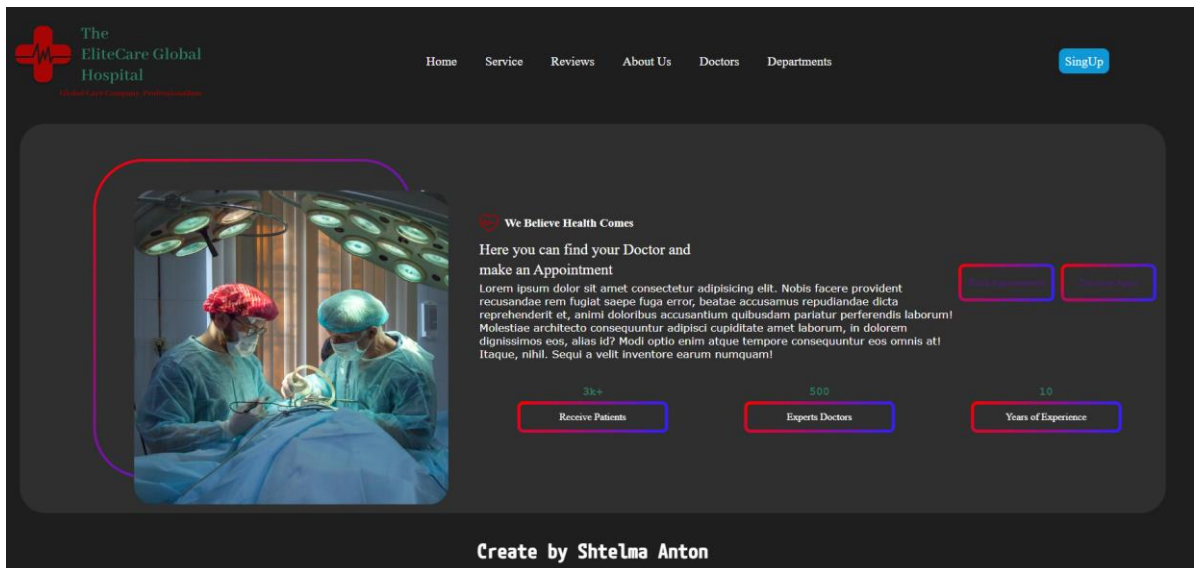 The
EliteCare Global
Hospital
Global Care Company, Professionalism
Home Service Reviews About Us Doctors Departments
SingUp
We Believe Health Comes
Here you can find your Doctor and
make an Appointment
Lorem ipsum dolor sit amet consectetur adipisicing elit. Nobis facere provident
recusandae rem fugiat saepe fuga error, beatae accusamus repudiandae dicta
reprehenderit et, animi doloribus accusantium quibusdam pariatur perferendis laborum!
Molestiae architecto consequuntur adipisci cupiditate amet laborum, in dolorem
dignissimos eos, alias id? Modi optio enim atque tempore consequuntur eos omnis at!
Itaque, nihil. Sequi a velit inventore earum numquam!
3k+ 500 10
Receive Patients Experts Doctors Years of Experience
Create by Shtelma Anton